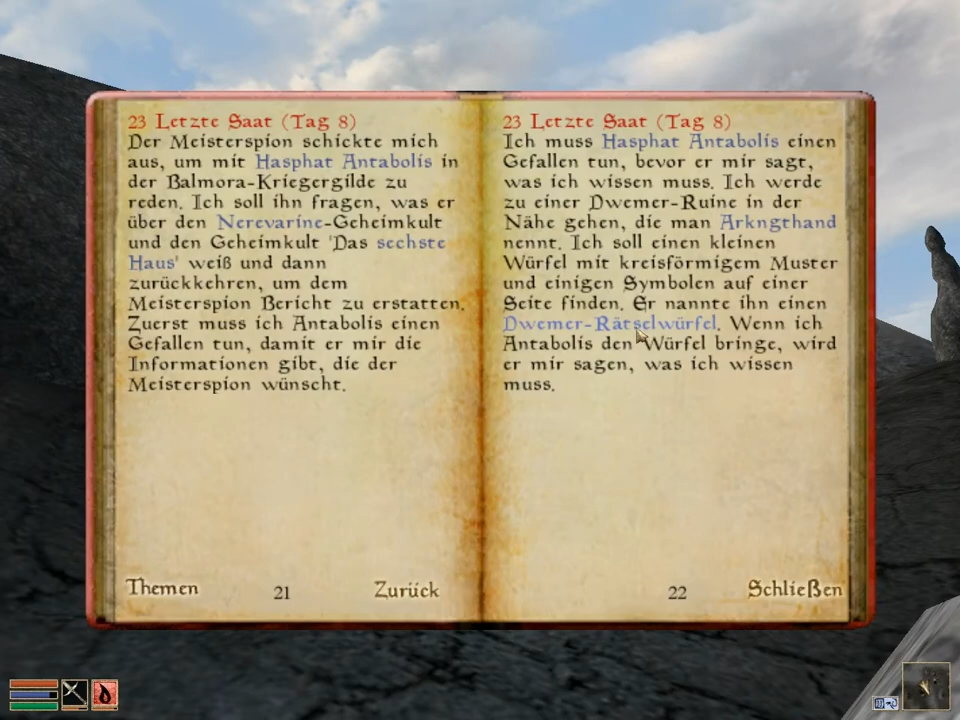 23 Letzte Saat (Tag 8)
Der Meisterspion schickte mich
aus, um mit Hasphat Antabolis in
der Balmora-Kriegergilde zu
reden. Ich soll ihn fragen, was er
über den Nerevarine-Geheimkult
und den Geheimkult 'Das sechste
Haus' weiß und dann
zurückkehren, um dem
Meisterspion Bericht zu erstatten.
Zuerst muss ich Antabolis einen
Gefallen tun, damit er mir die
Informationen gibt, die der
Meisterspion wünscht.
23 Letzte Saat (Tag 8)
Ich muss Hasphat Antabolis einen
Gefallen tun, bevor er mir sagt,
was ich wissen muss. Ich werde
zu einer Dwemer-Ruine in der
Nähe gehen, die man Arkngthand
nennt. Ich soll einen kleinen
Würfel mit kreisförmigem Muster
und einigen Symbolen auf einer
Seite finden. Er nannte ihn einen
Dwemer-Rätselwürfel. Wenn ich
Antabolis den Würfel bringe, wird
er mir sagen, was ich wissen
muss.
Themen 21 Zurück 22 Schließen